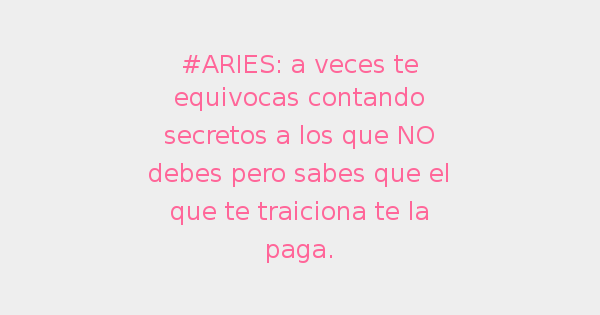 #ARIES: a veces te
equivocas contando
secretos a los que NO
debes pero sabes que el
que te traiciona te la
paga.